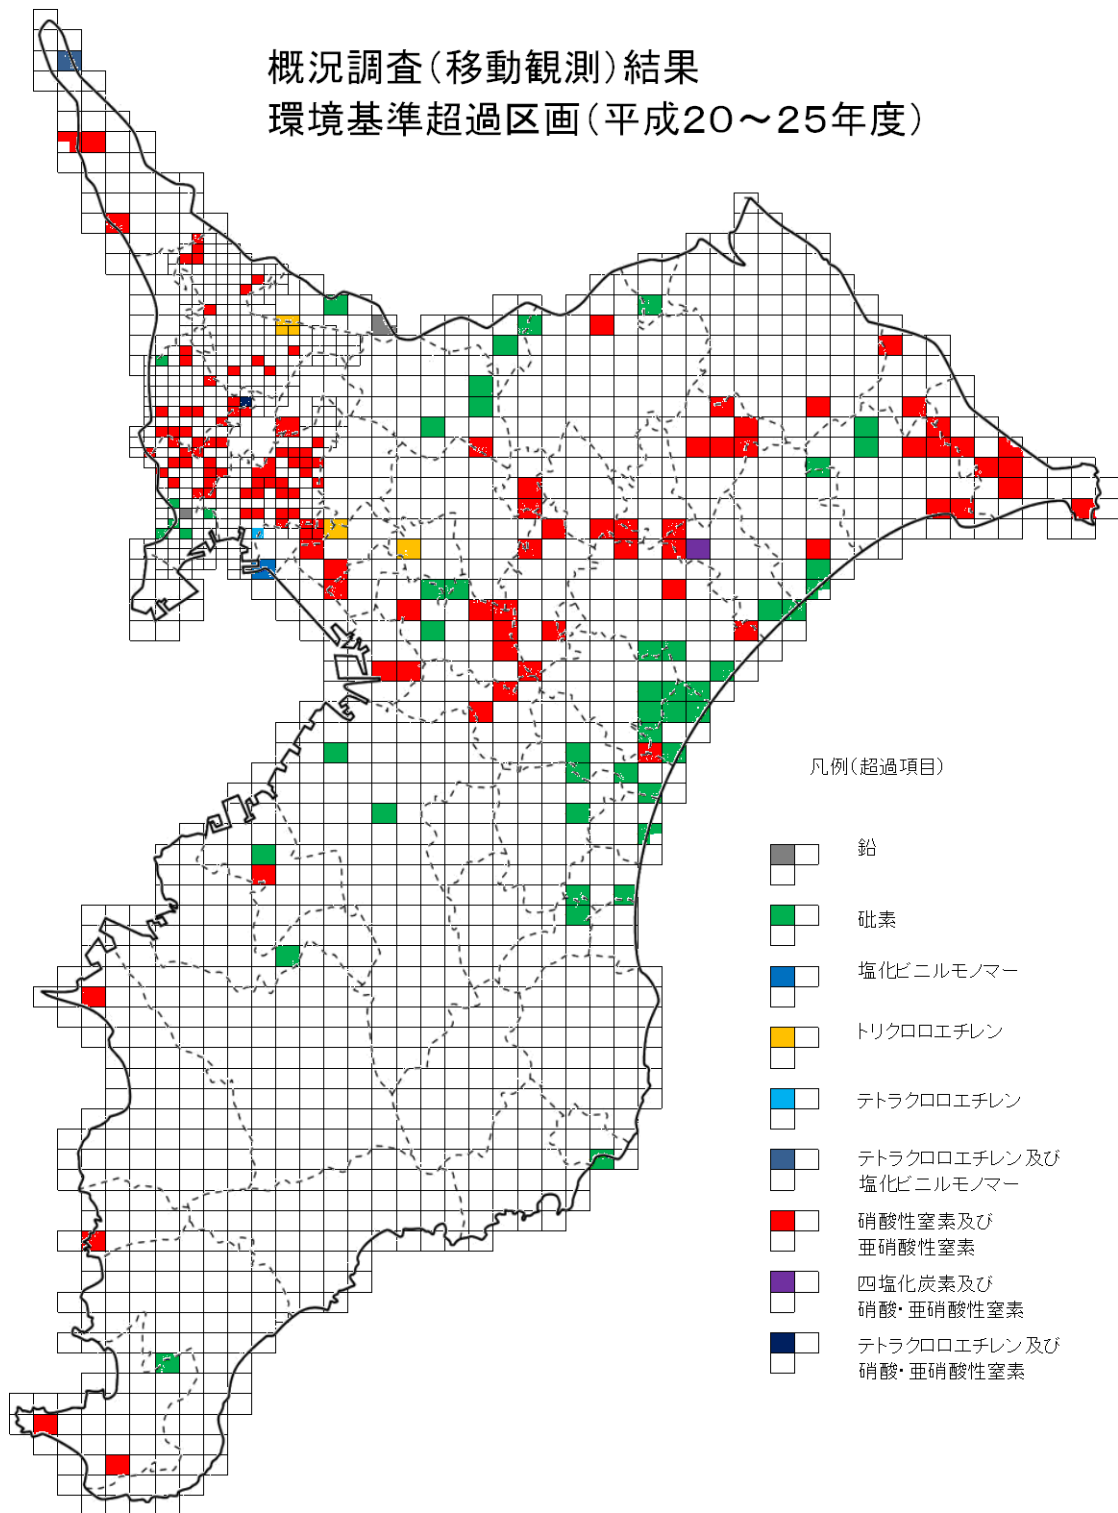 概況調査(移動観測)結果
環境基準超過区画(平成20～25年度)
凡例(超過項目)
鉛
砒素
塩化ビニルモノマー
トリクロロエチレン
テトラクロロエチレン
テトラクロロエチレン及び
塩化ビニルモノマー
硝酸性窒素及び
亜硝酸性窒素
四塩化炭素及び
硝酸・亜硝酸性窒素
テトラクロロエチレン及び
硝酸・亜硝酸性窒素